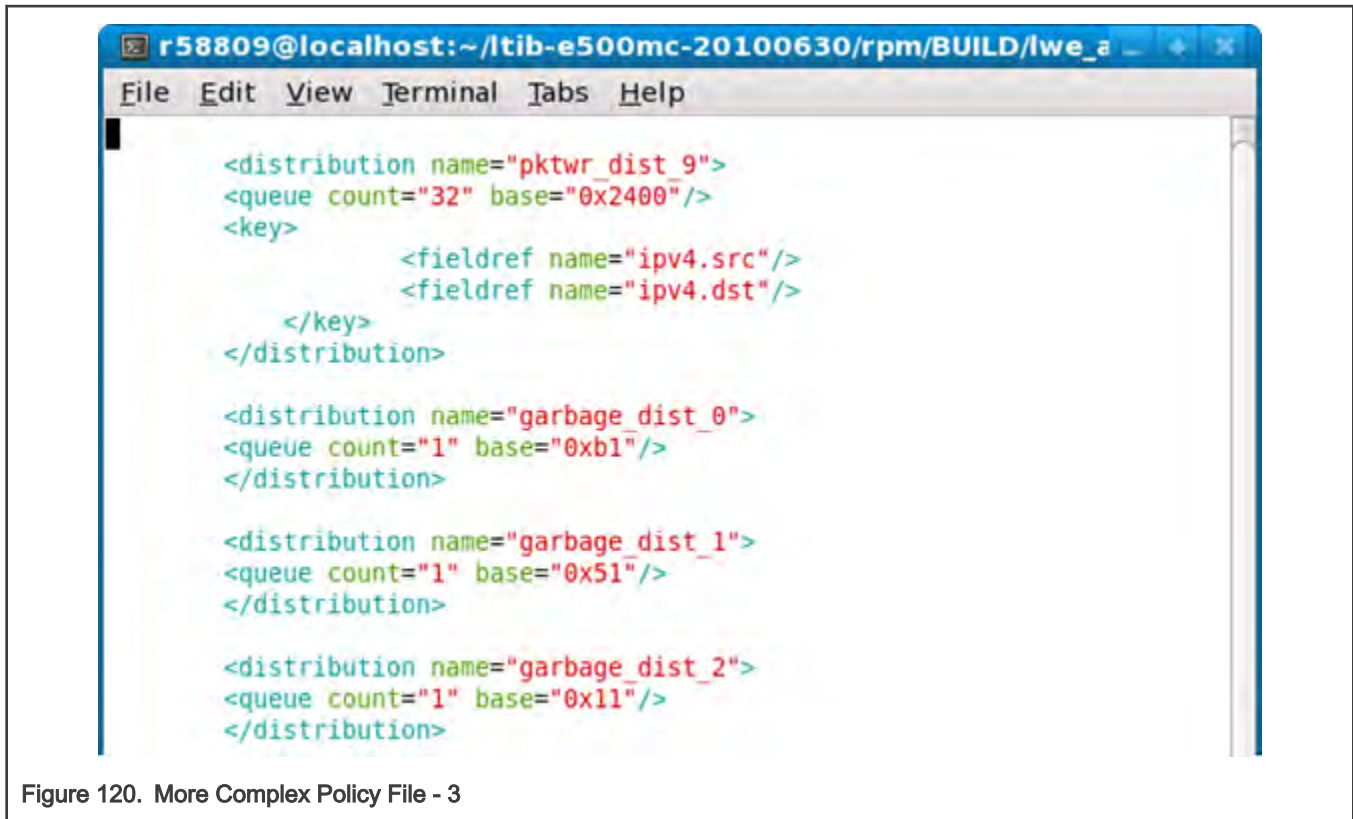 r58809@localhost:~/ltib-e500mc-20100630/rpm/BUILD/lwe_a
File Edit View Terminal Tabs Help
<distribution name="pktwr_dist_9">
<queue count="32" base="0x2400"/>
<key>
<fieldref name="ipv4.src"/>
<fieldref name="ipv4.dst"/>
</key>
</distribution>
<distribution name="garbage_dist_0">
<queue count="1" base="0xb1"/>
</distribution>
<distribution name="garbage_dist_1">
<queue count="1" base="0x51"/>
</distribution>
<distribution name="garbage_dist_2">
<queue count="1" base="0x11"/>
</distribution>
Figure 120. More Complex Policy File - 3